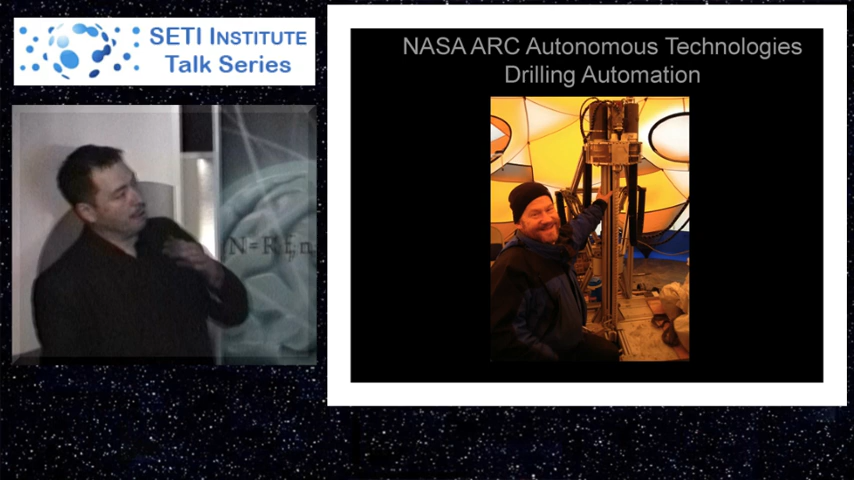 SETI INSTITUTE
Talk Series
NASA ARC Autonomous Technologies
Drilling Automation
N=R